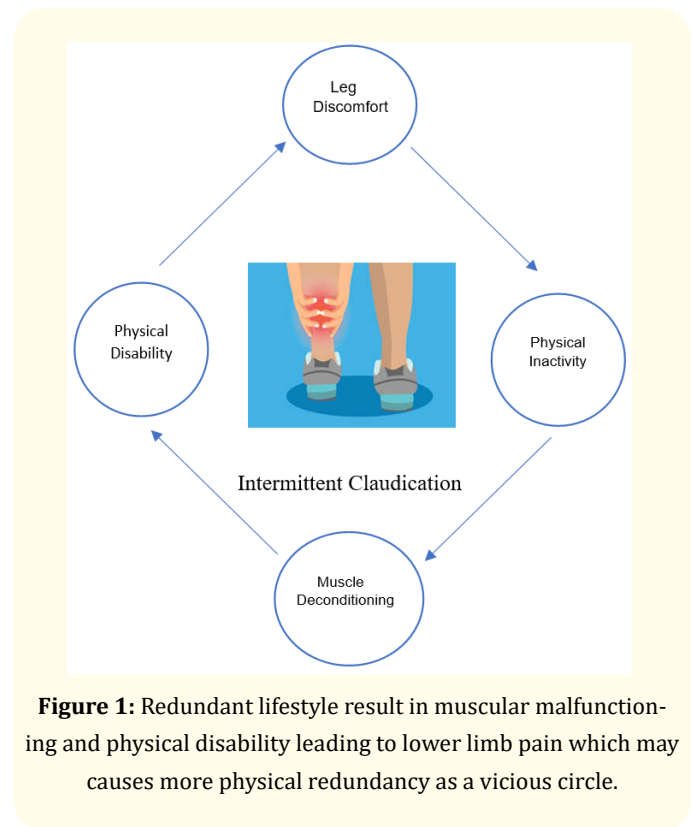 Leg
Discomfort
Physical
Disability
Physical
Inactivity
Intermittent Claudication
Muscle
Deconditioning
Figure 1: Redundant lifestyle result in muscular malfunction-
ing and physical disability leading to lower limb pain which may
causes more physical redundancy as a vicious circle.